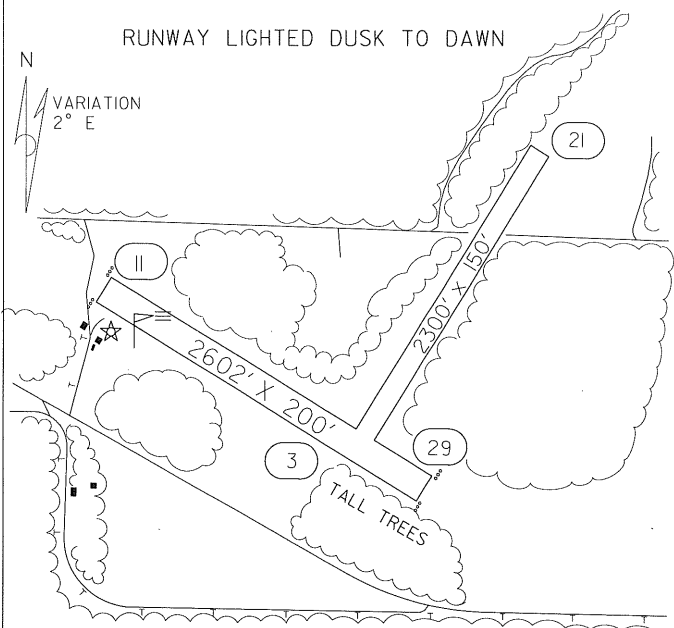 RUNWAY LIGHTED DUSK TO DAWN
N
VARIATION
2° E
21
11
2300' X 150'
2602' X 200'
29
3
TALL TREES